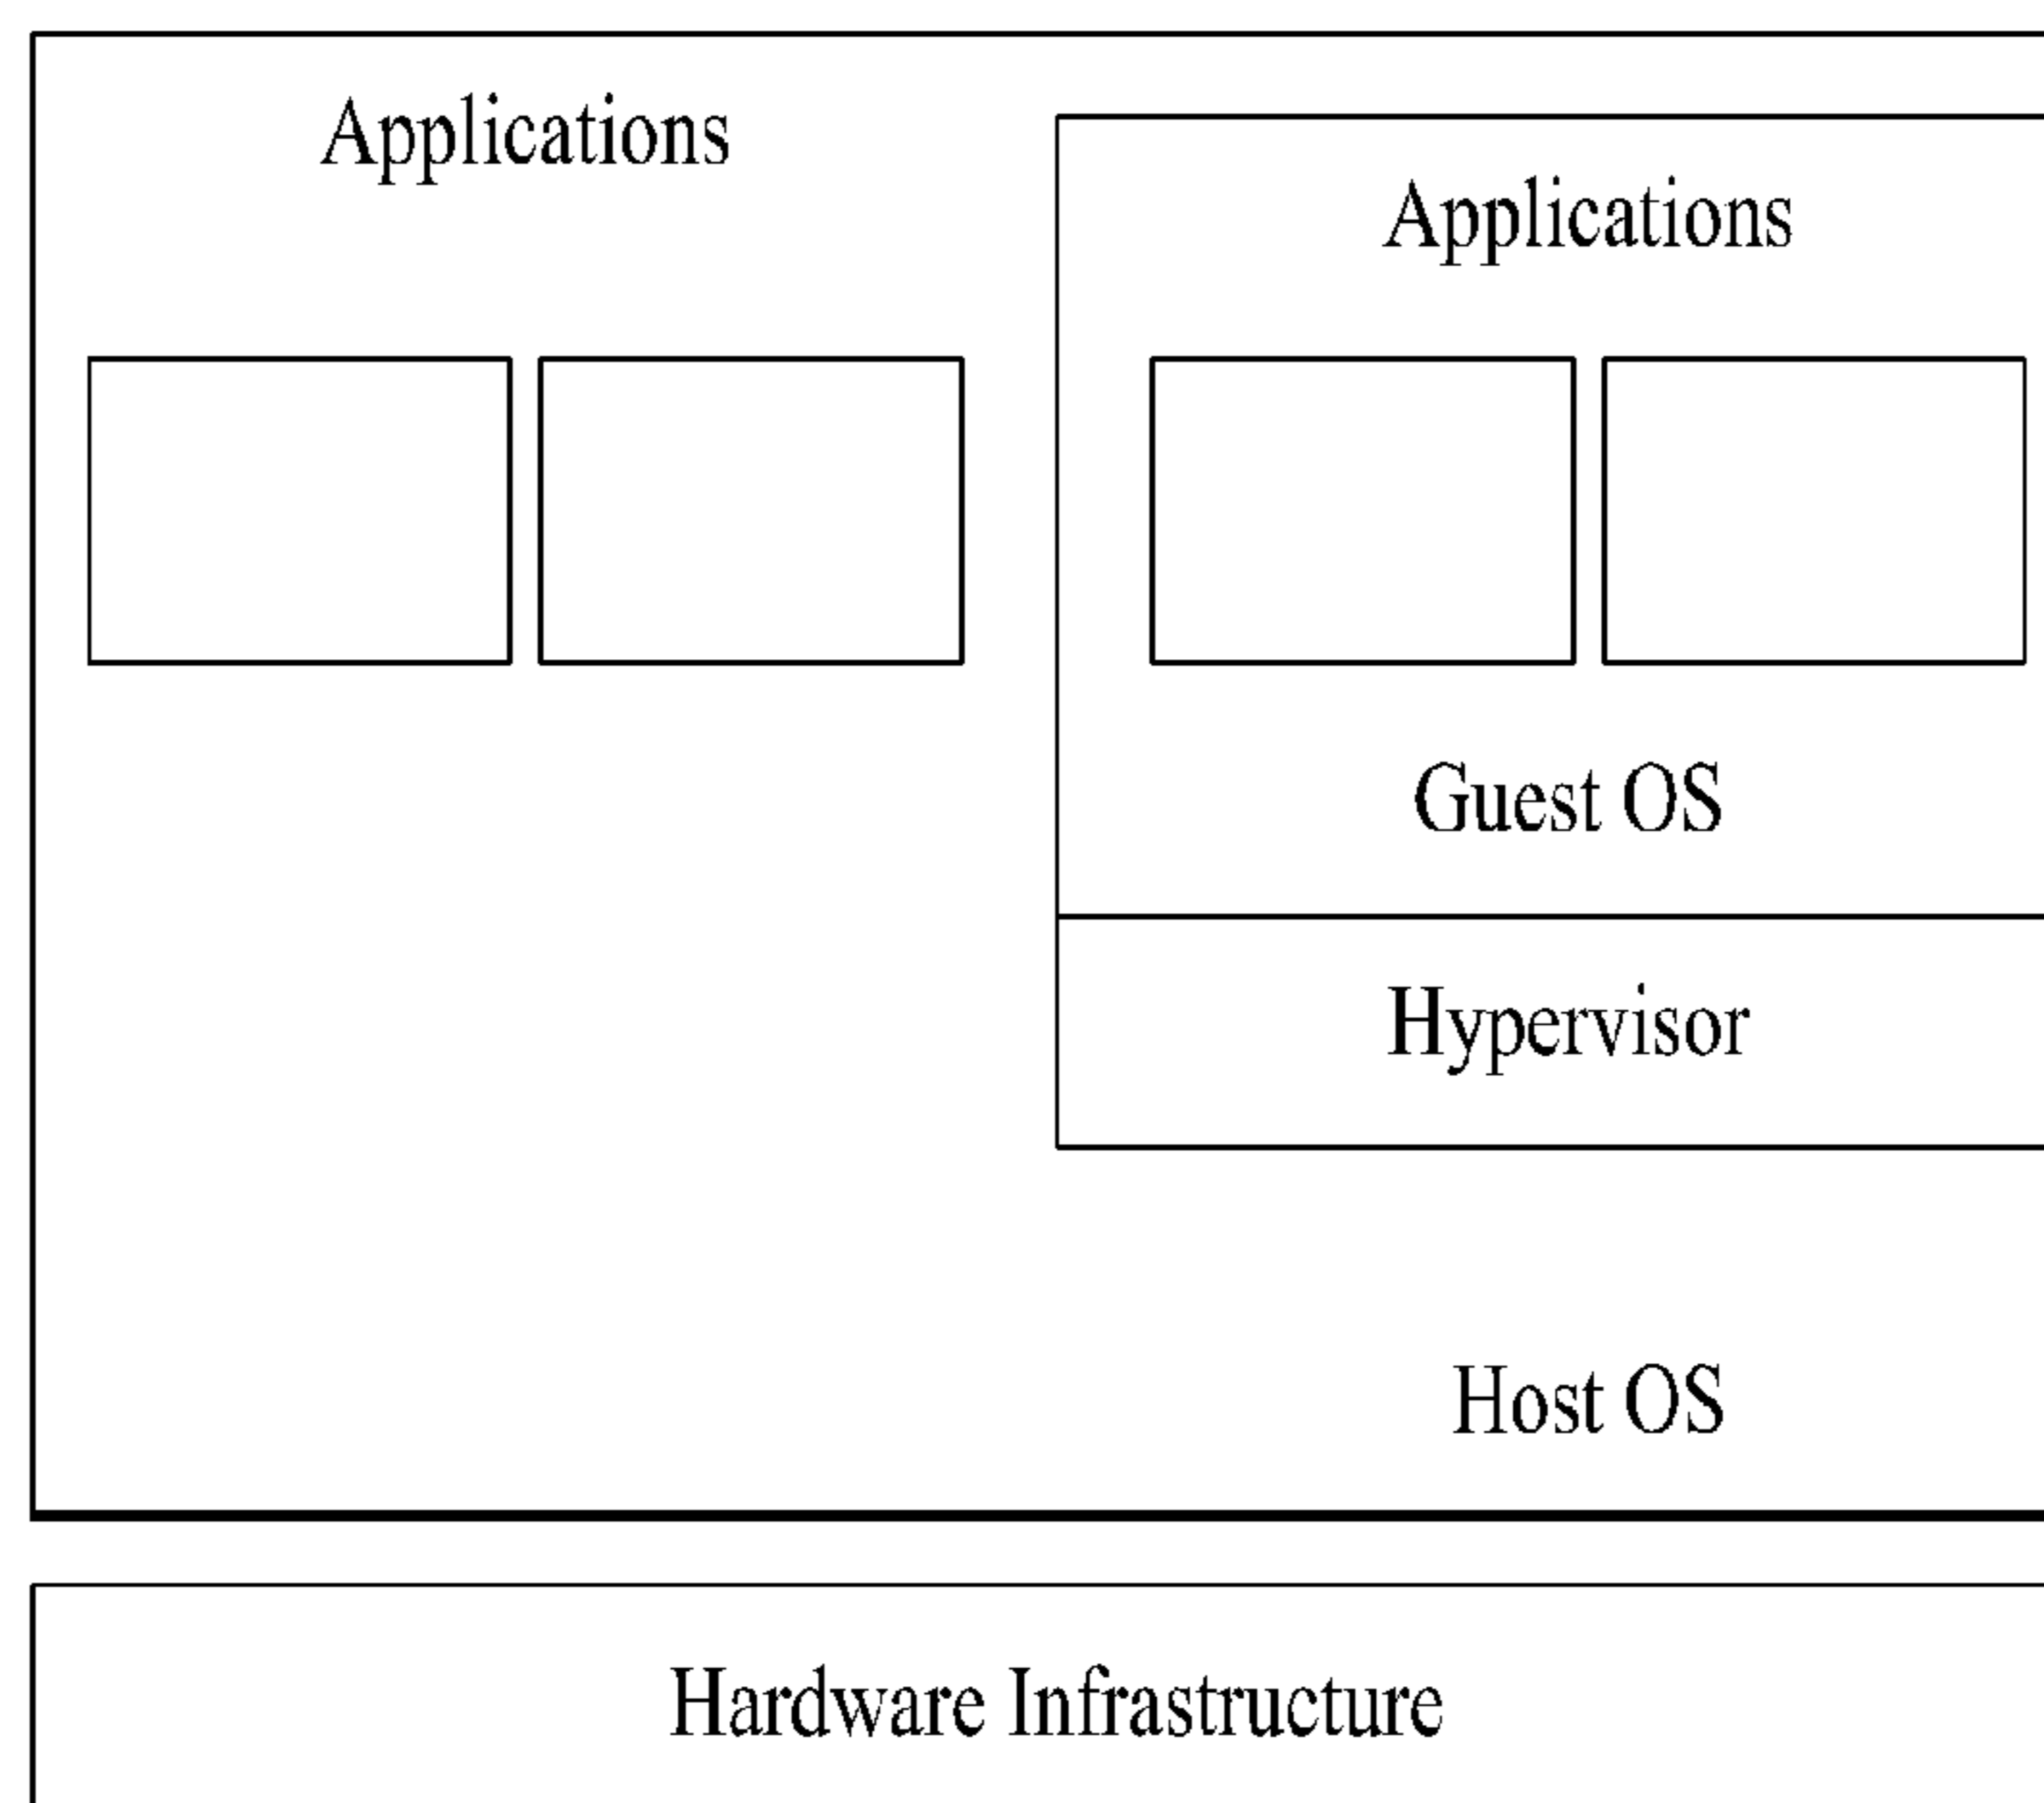 Applications
Applications
Guest OS
Hypervisor
Host OS
Hardware Infrastructure